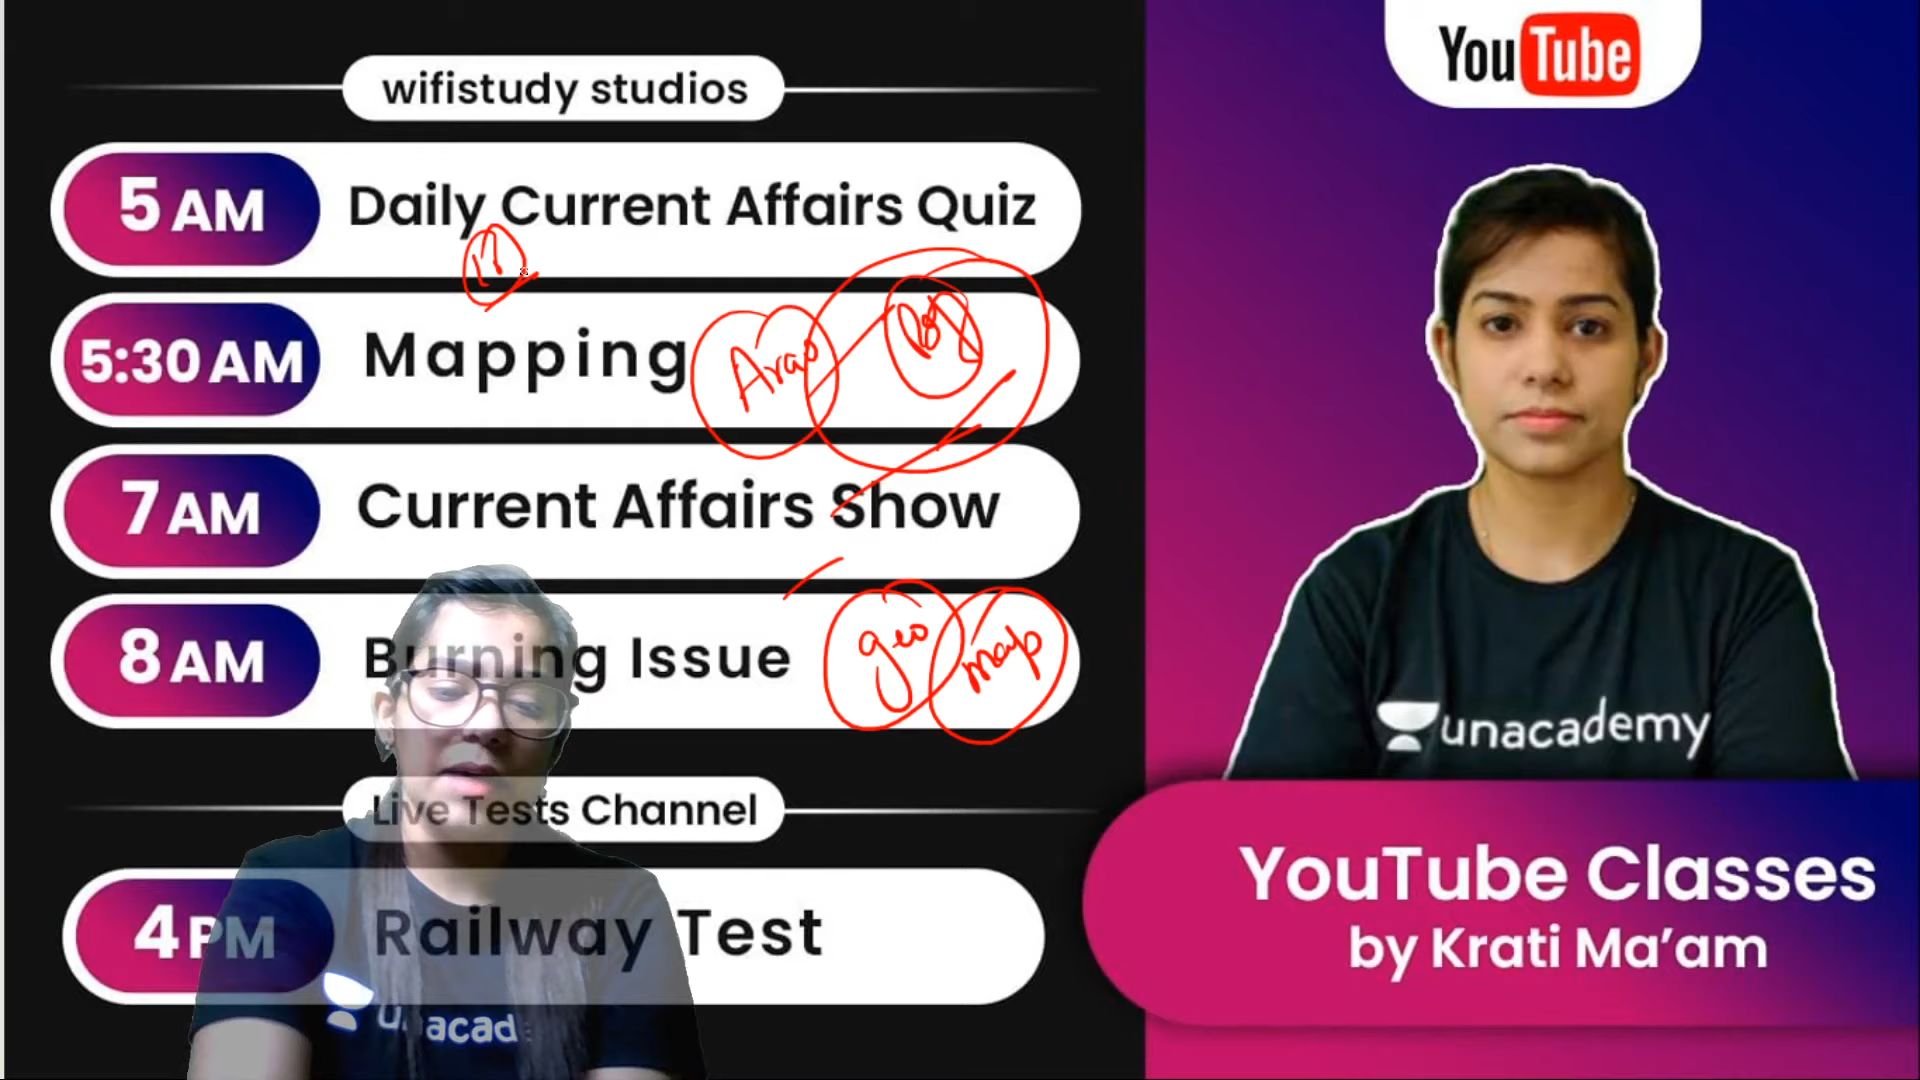 YouTube
wifistudy studios
5 AM Daily Current Affairs Quiz
5:30 AM Mapping
7 AM Current Affairs Show
8 AM Burning Issue
geo map
unacademy
Live Tests Channel
YouTube Classes
by Krati Ma'am
4 PM Railway Test
unacad